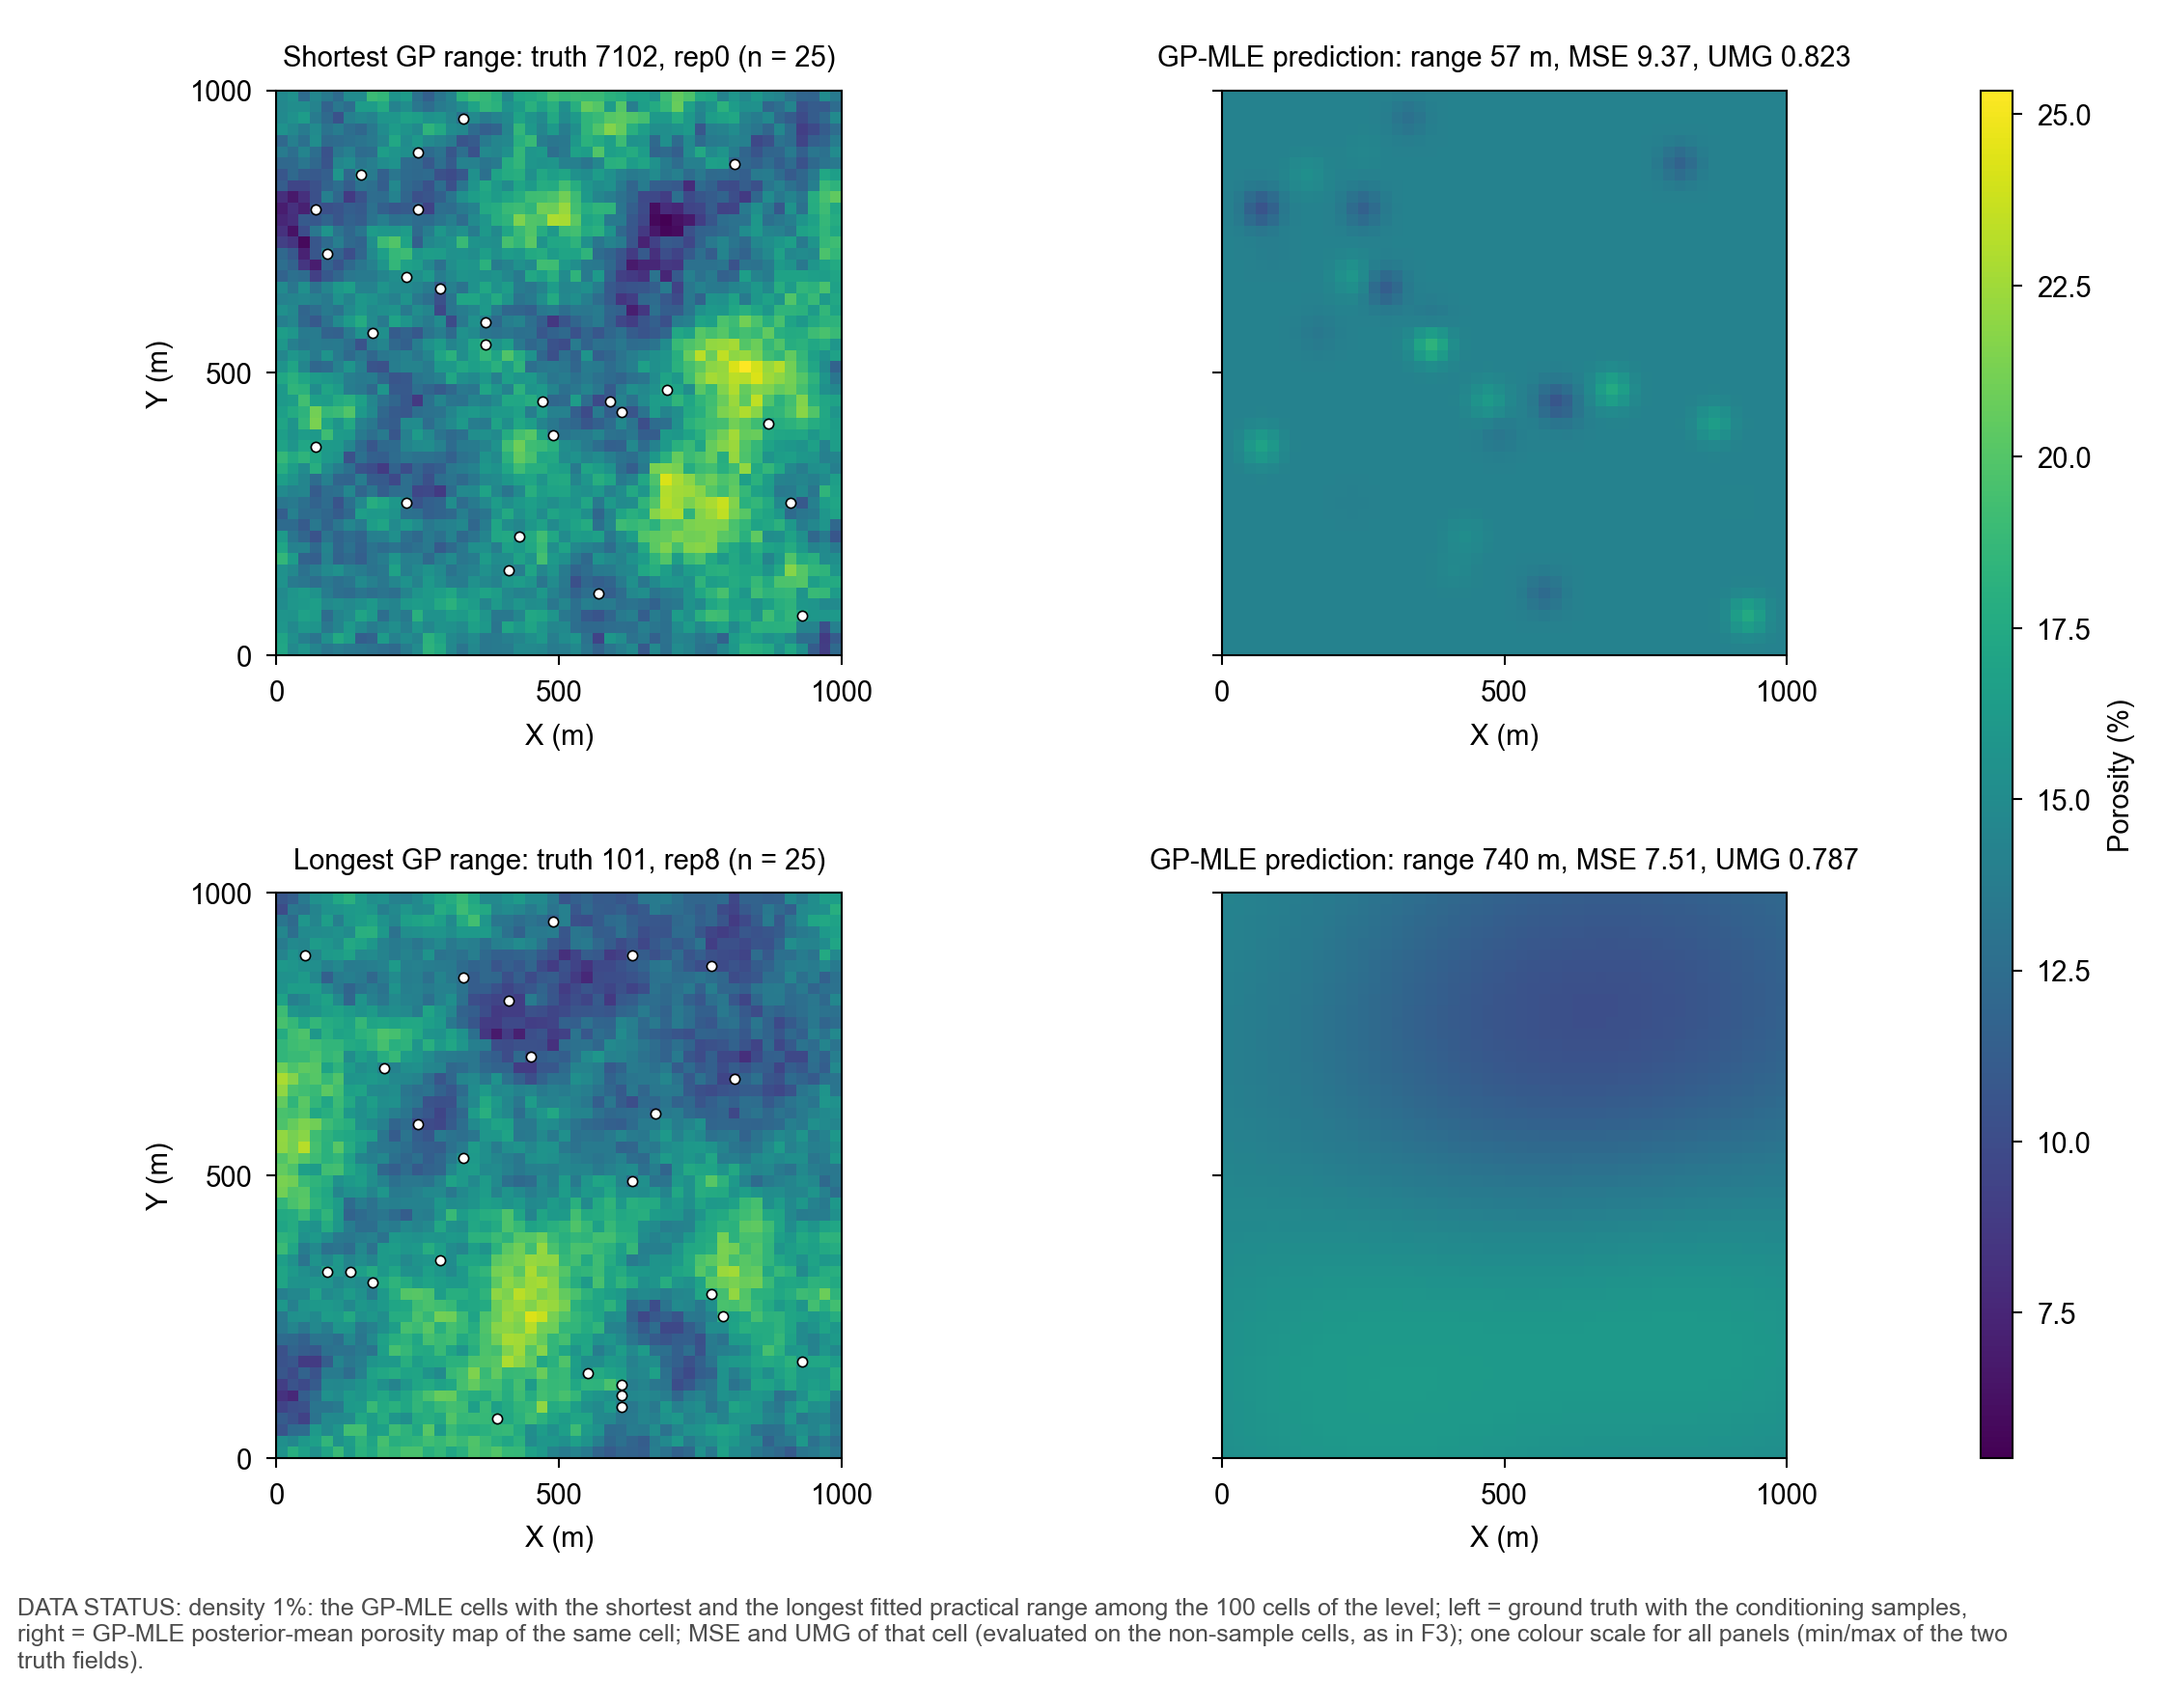 Shortest GP range: truth 7102, rep0 (n = 25)
GP-MLE prediction: range 57 m, MSE 9.37, UMG 0.823
1000
500
0
Y (m)
0 500 1000
X (m)
0 500 1000
X (m)
Longest GP range: truth 101, rep8 (n = 25)
GP-MLE prediction: range 740 m, MSE 7.51, UMG 0.787
1000
500
0
Y (m)
0 500 1000
X (m)
0 500 1000
X (m)
25.0
22.5
20.0
17.5
15.0
12.5
10.0
7.5
Porosity (%)
DATA STATUS: density 1%: the GP-MLE cells with the shortest and the longest fitted practical range among the 100 cells of the level; left = ground truth with the conditioning samples,
right = GP-MLE posterior-mean porosity map of the same cell; MSE and UMG of that cell (evaluated on the non-sample cells, as in F3); one colour scale for all panels (min/max of the two
truth fields).